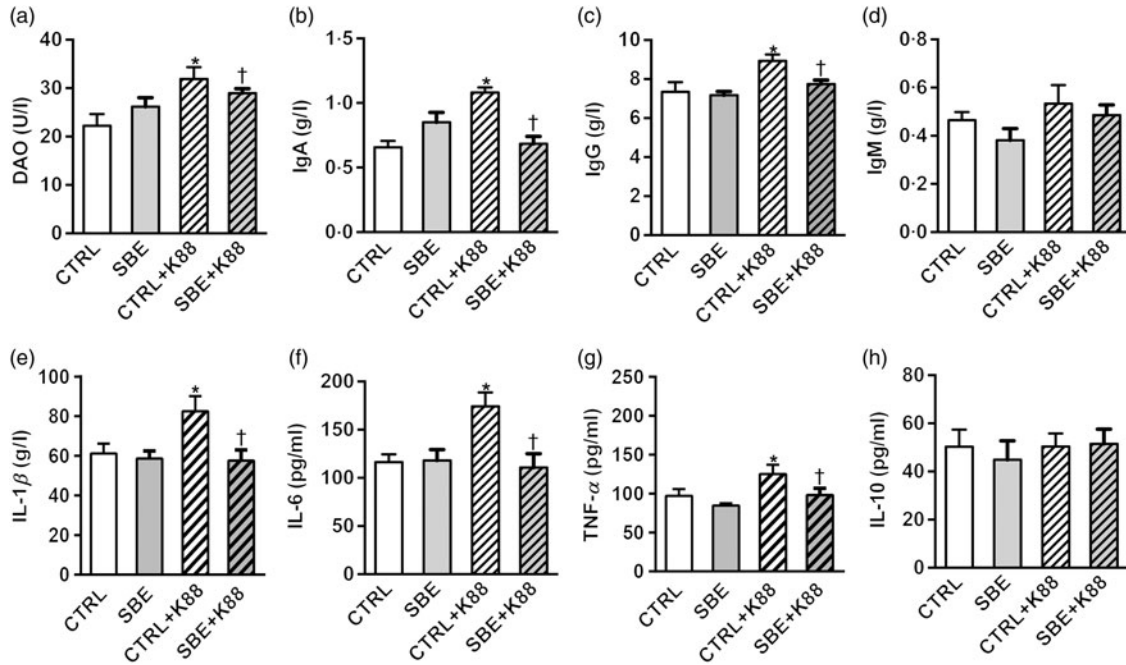 (a)
DAO (U/l)
40
30
20
10
0
*
†
CTRL
SBE
CTRL+K88
SBE+K88
(b)
IgA (g/l)
1·5
1·0
0·5
0·0
*
†
CTRL
SBE
CTRL+K88
SBE+K88
(c)
IgG (g/l)
10
8
6
4
2
0
*
†
CTRL
SBE
CTRL+K88
SBE+K88
(d)
IgM (g/l)
0·8
0·6
0·4
0·2
0·0
CTRL
SBE
CTRL+K88
SBE+K88
(e)
IL-1β (g/l)
100
80
60
40
20
0
*
†
CTRL
SBE
CTRL+K88
SBE+K88
(f)
IL-6 (pg/ml)
200
150
100
50
0
*
†
CTRL
SBE
CTRL+K88
SBE+K88
(g)
TNF-α (pg/ml)
250
200
150
100
50
0
*
†
CTRL
SBE
CTRL+K88
SBE+K88
(h)
IL-10 (pg/ml)
80
60
40
20
0
CTRL
SBE
CTRL+K88
SBE+K88